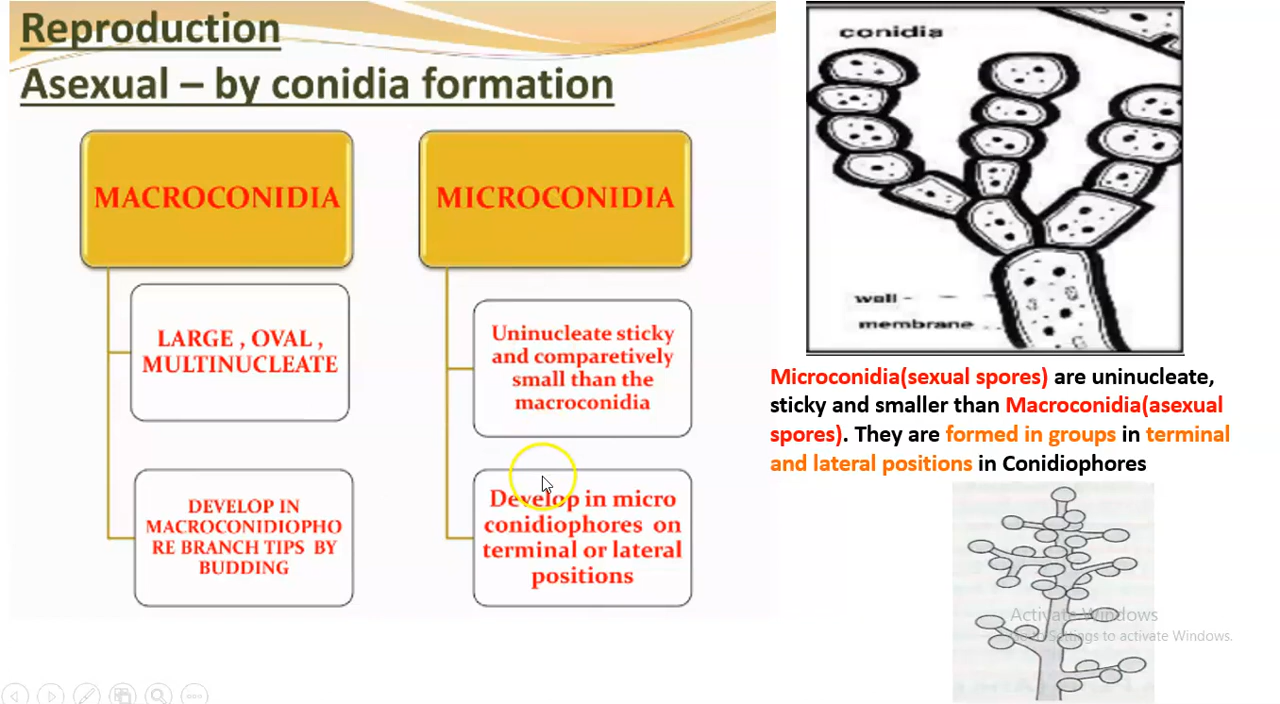 Reproduction
Asexual – by conidia formation
MACROCONIDIA
LARGE , OVAL ,
MULTINUCLEATE
DEVELOP IN
MACROCONIDIOPHO
RE BRANCH TIPS BY
BUDDING
MICROCONIDIA
Uninucleate sticky
and comparetively
small than the
macroconidia
Develop in micro
conidiophores on
terminal or lateral
positions
conidia
wall
membrane
Microconidia(sexual spores) are uninucleate,
sticky and smaller than Macroconidia(asexual
spores). They are formed in groups in terminal
and lateral positions in Conidiophores
Activate Windows
Go to Settings to activate Windows.